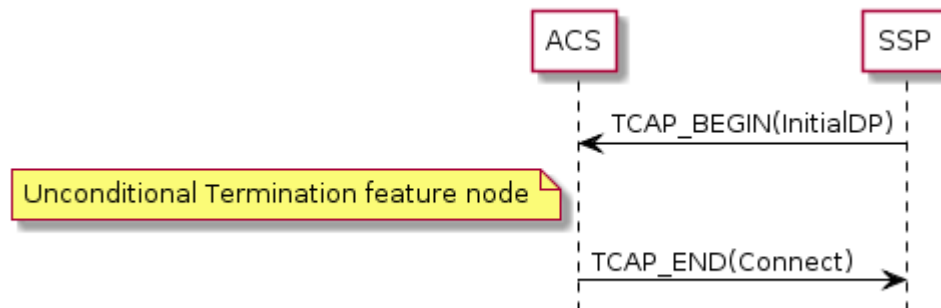 ACS
SSP
TCAP_BEGIN(InitialDP)
Unconditional Termination feature node
TCAP_END(Connect)